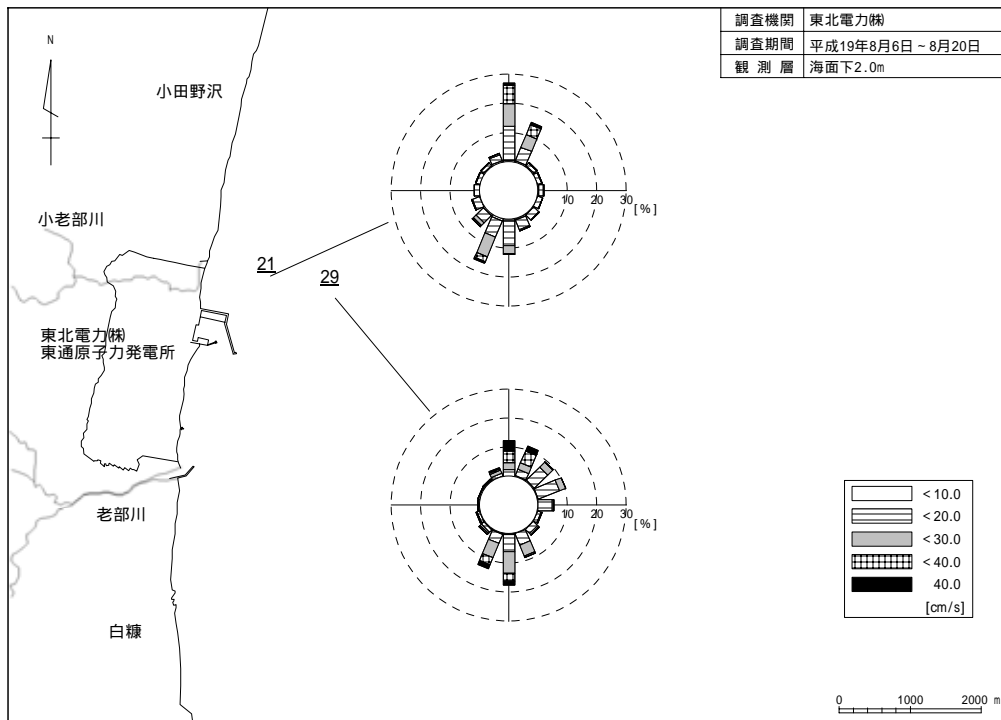 調査機関 東北電力㈱
調査期間 平成19年8月6日~8月20日
観測層 海面下2.0m
N
小田野沢
小老部川
21
29
東北電力㈱
東通原子力発電所
老部川
白糠
10 20 30
[%]
10 20 30
[%]
<10.0
<20.0
<30.0
<40.0
40.0
[cm/s]
0 1000 2000 m